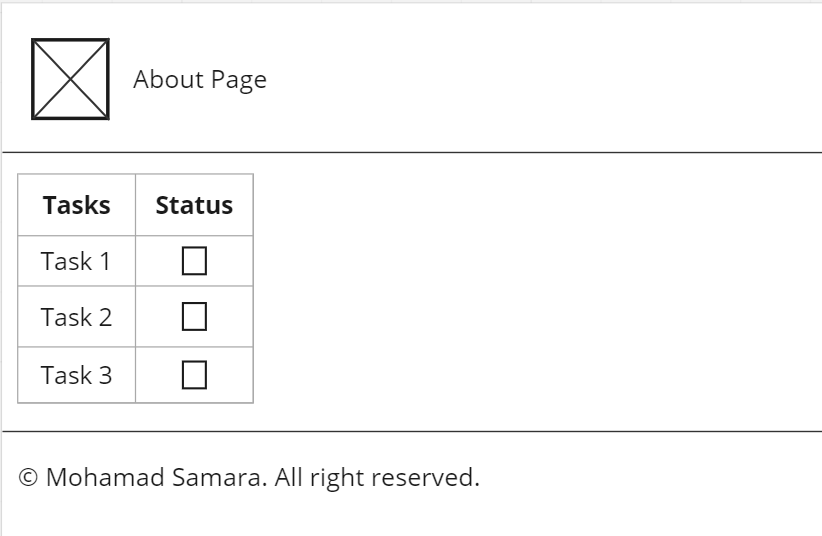 About Page
Tasks Status
Task 1
Task 2
Task 3
© Mohamad Samara. All right reserved.